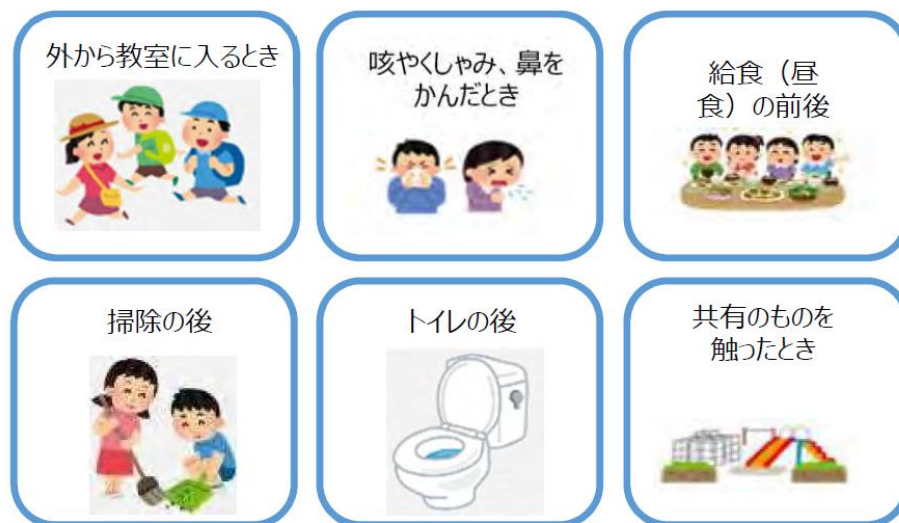 外から教室に入るとき
咳やくしゃみ、鼻を
かんだとき
給食（昼
食）の前後
掃除の後
トイレの後
共有のものを
触ったとき